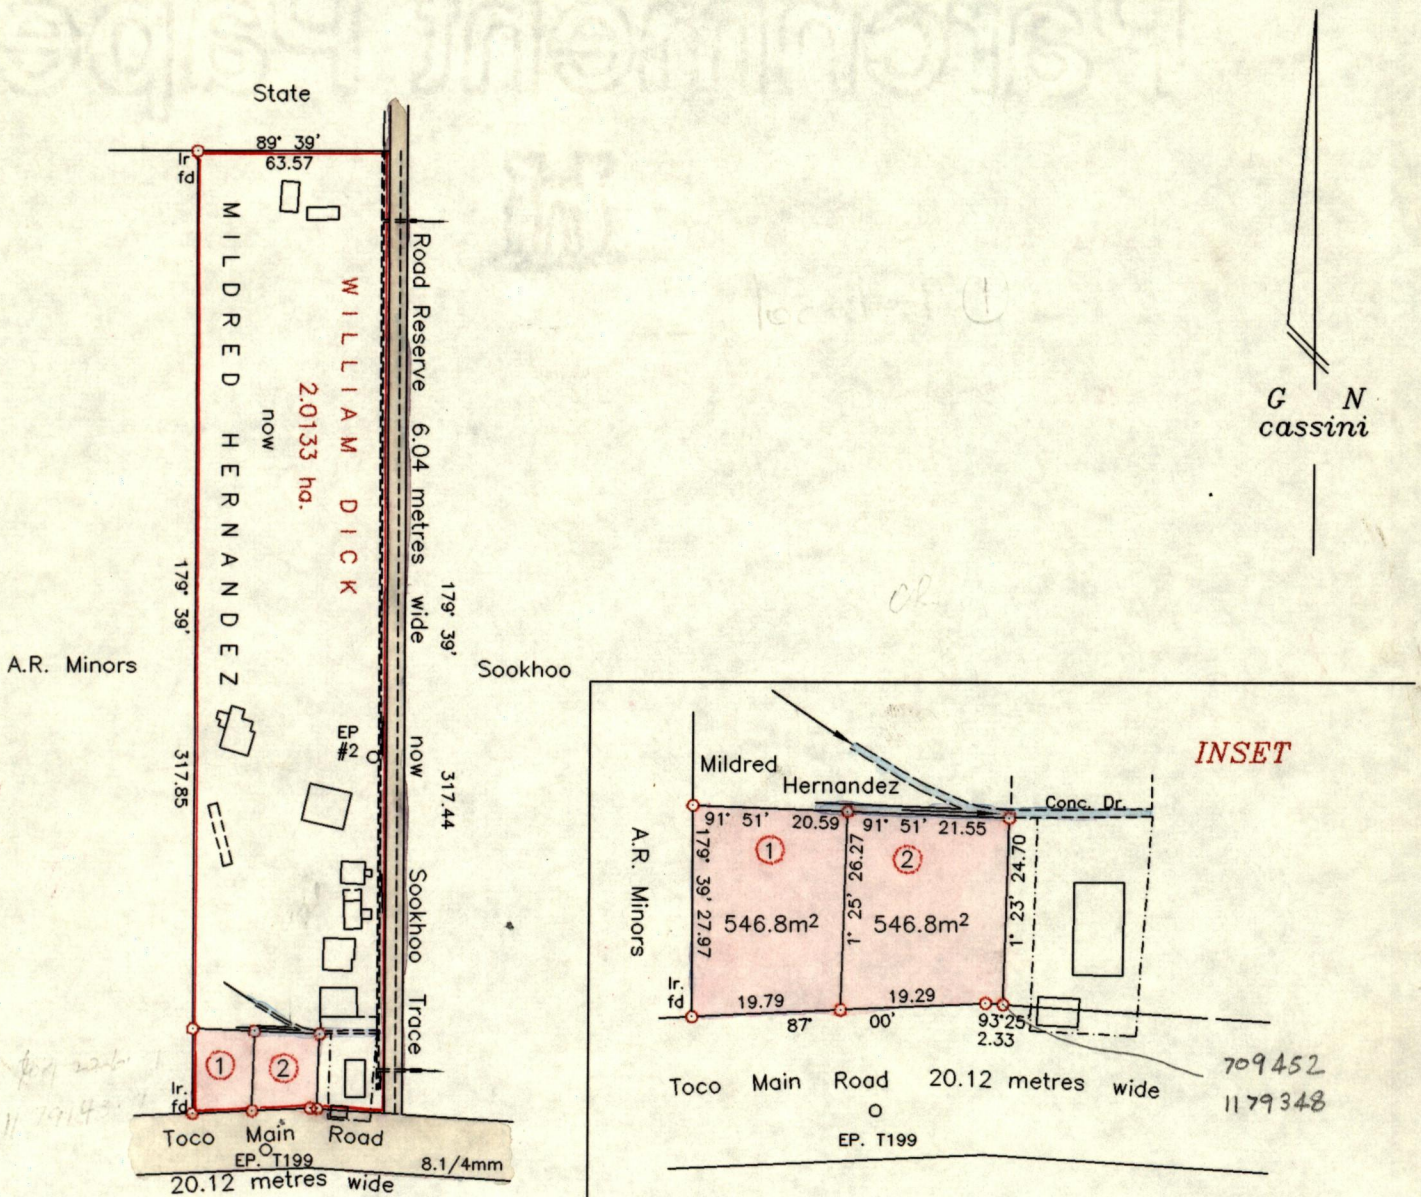 State
89° 39'
63.57
Ir
fd
MILDRED HERNANDEZ
now
WILLIAM DICK
2.0133 ha.
Road Reserve 6.04 metres wide now Sookhoo Trace
179° 39' 317.85
179° 39' 317.44
A.R. Minors
Sookhoo
EP
#2
1
2
Ir.
fd
Toco Main Road
EP. T199
20.12 metres wide
8.1/4mm
G N
cassini
INSET
Mildred
Hernandez
Conc. Dr.
A.R. Minors
91° 51' 20.59
91° 51' 21.55
1
2
179° 39' 27.97
1° 25' 26.27
1° 23' 24.70
546.8m²
546.8m²
Ir.
fd
19.79
19.29
87° 00'
93°25'
2.33
Toco Main Road 20.12 metres wide
EP. T199
709452
1179348